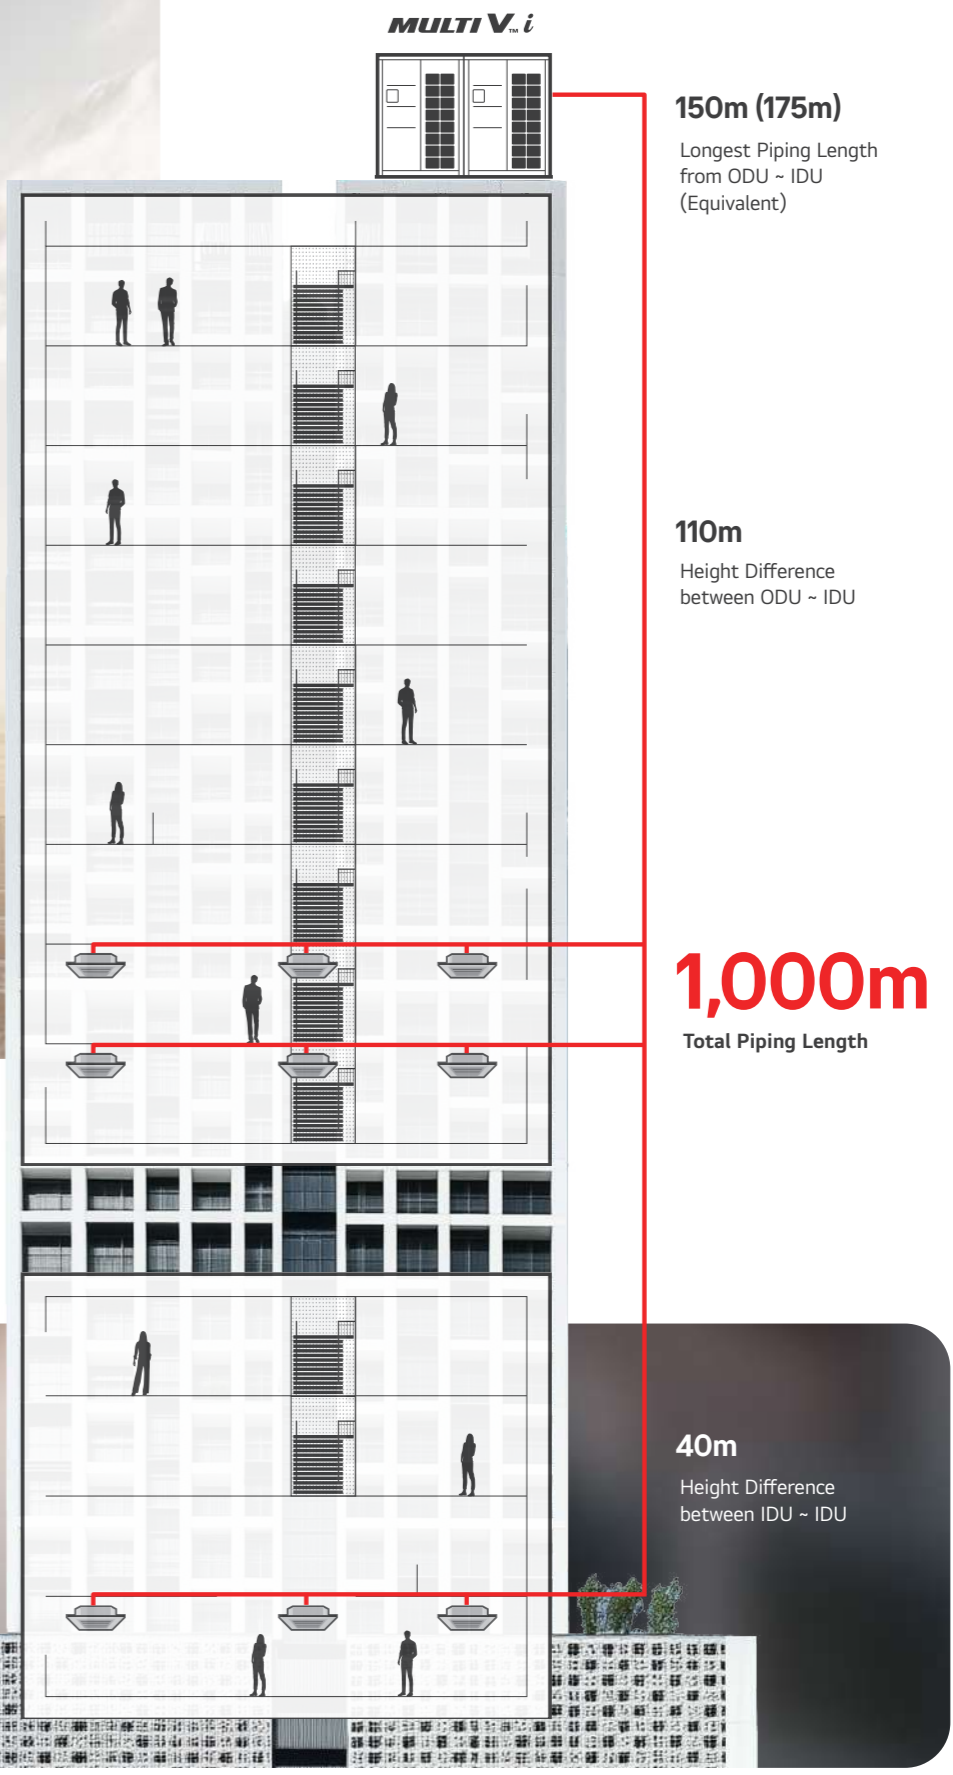 MULTI V™ i
150m (175m)
Longest Piping Length
from ODU ~ IDU
(Equivalent)
110m
Height Difference
between ODU ~ IDU
1,000m
Total Piping Length
40m
Height Difference
between IDU ~ IDU